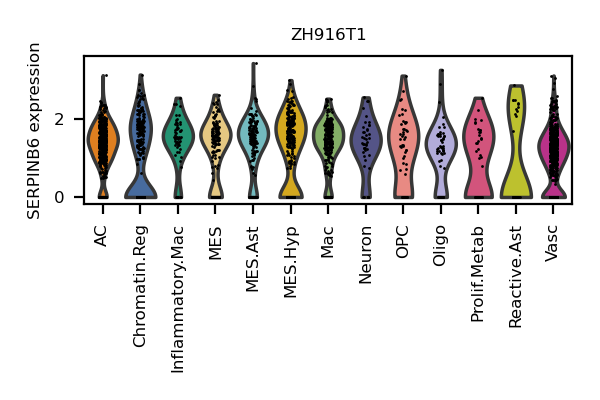 ZH916T1
SERPINB6 expression
2
0
AC
Chromatin.Reg
Inflammatory.Mac
MES
MES.Ast
MES.Hyp
Mac
Neuron
OPC
Oligo
Prolif.Metab
Reactive.Ast
Vasc